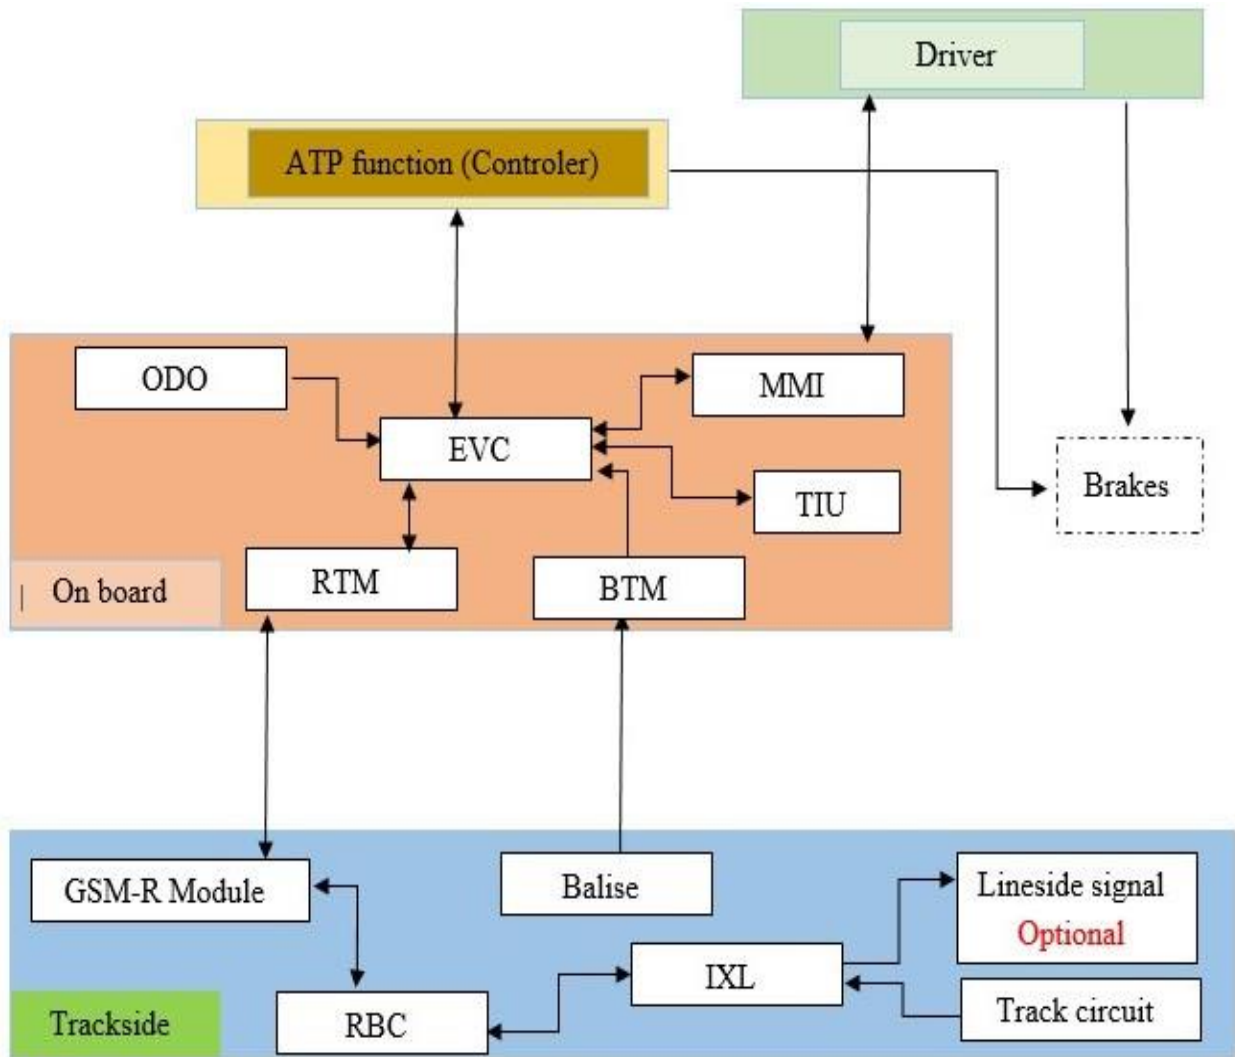 Driver
ATP function (Controler)
ODO
MMI
EVC
TIU
Brakes
RTM
BTM
| On board
GSM-R Module
Balise
Lineside signal
Optional
IXL
Track circuit
RBC
Trackside